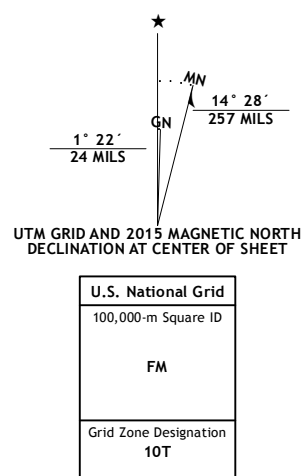 ★
MN
GN
14° 28´
257 MILS
1° 22´
24 MILS
UTM GRID AND 2015 MAGNETIC NORTH
DECLINATION AT CENTER OF SHEET
U.S. National Grid
100,000-m Square ID
FM
Grid Zone Designation
10T